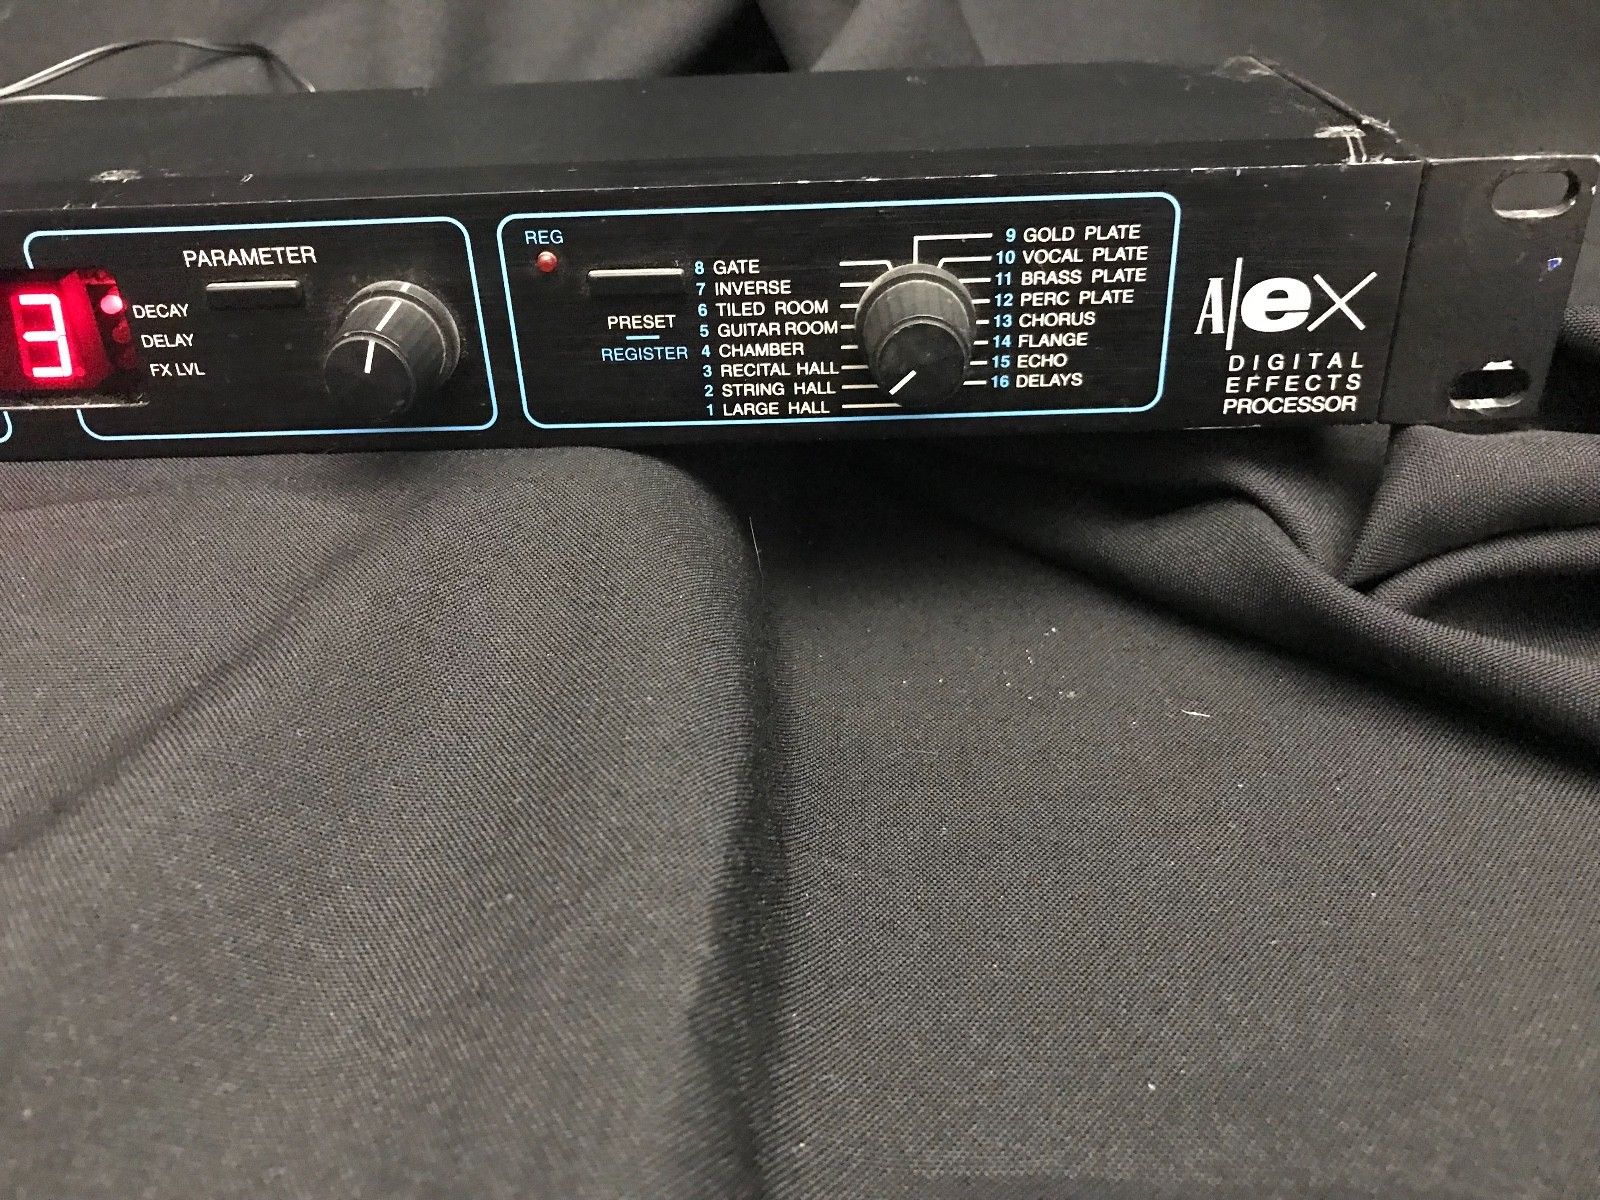 3
DECAY
DELAY
FX LVL
PARAMETER
REG
PRESET
REGISTER
8 GATE
7 INVERSE
6 TILED ROOM
5 GUITAR ROOM
4 CHAMBER
3 RECITAL HALL
2 STRING HALL
1 LARGE HALL
9 GOLD PLATE
10 VOCAL PLATE
11 BRASS PLATE
12 PERC PLATE
13 CHORUS
14 FLANGE
15 ECHO
16 DELAYS
Alex
DIGITAL
EFFECTS
PROCESSOR